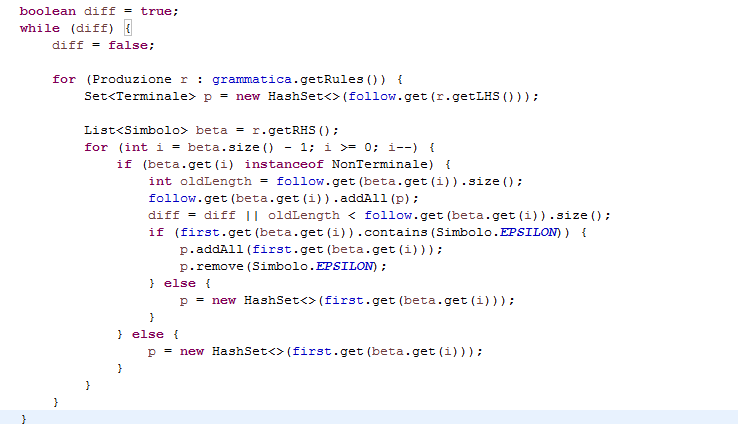 boolean diff = true;
while (diff) {
    diff = false;

    for (Produzione r : grammatica.getRules()) {
        Set<Terminale> p = new HashSet<>(follow.get(r.getLHS()));

        List<Simbolo> beta = r.getRHS();
        for (int i = beta.size() - 1; i >= 0; i--) {
            if (beta.get(i) instanceof NonTerminale) {
                int oldLength = follow.get(beta.get(i)).size();
                follow.get(beta.get(i)).addAll(p);
                diff = diff || oldLength < follow.get(beta.get(i)).size();
                if (first.get(beta.get(i)).contains(Simbolo.EPSILON)) {
                    p.addAll(first.get(beta.get(i)));
                    p.remove(Simbolo.EPSILON);
                } else {
                    p = new HashSet<>(first.get(beta.get(i)));
                }
            } else {
                p = new HashSet<>(first.get(beta.get(i)));
            }
        }
    }
}